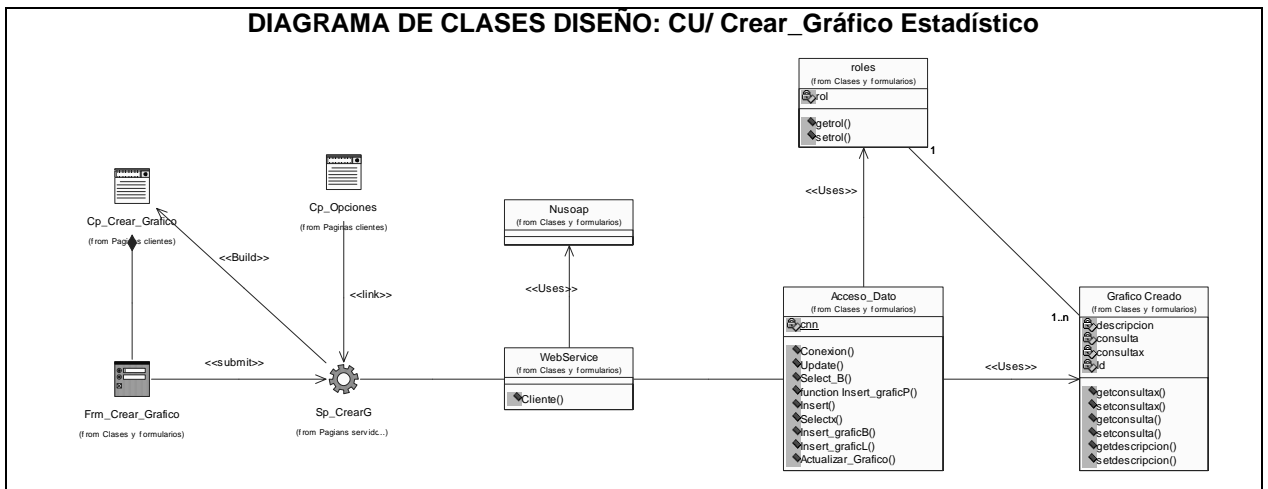 DIAGRAMA DE CLASES DISEÑO: CU/ Crear_Gráfico Estadístico
roles
(from Clases y formularios)
rol
getrol()
setrol()
1
<<Uses>>
Cp_Crear_Grafico
(from Paginas clientes)
Cp_Opciones
(from Paginas clientes)
Nusoap
(from Clases y formularios)
<<Build>>
<<link>>
<<Uses>>
Acceso_Dato
(from Clases y formularios)
cnn
Conexion()
Update()
Select_B()
function Insert_graficP()
Insert()
Selectx()
Insert_graficB()
Insert_graficL()
Actualizar_Grafico()
1..n
Grafico Creado
(from Clases y formularios)
descripcion
consulta
consultax
Id
getconsultax()
setconsultax()
getconsulta()
setconsulta()
getdescripcion()
setdescripcion()
<<Uses>>
<<submit>>
WebService
(from Clases y formularios)
Cliente()
Frm_Crear_Grafico
(from Clases y formularios)
Sp_CrearG
(from Pagians servidc...)